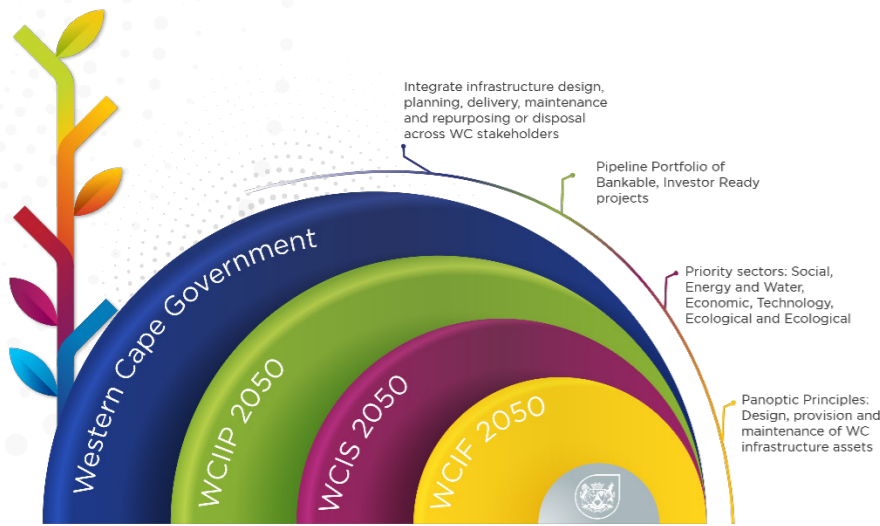 Integrate infrastructure design,
planning, delivery, maintenance
and repurposing or disposal
across WC stakeholders
Pipeline Portfolio of
Bankable, Investor Ready
projects
Priority sectors: Social,
Energy and Water,
Economic, Technology,
Ecological and Ecological
Panoptic Principles:
Design, provision and
maintenance of WC
infrastructure assets
Western Cape Government
WCIIP 2050
WCIS 2050
WCIF 2050